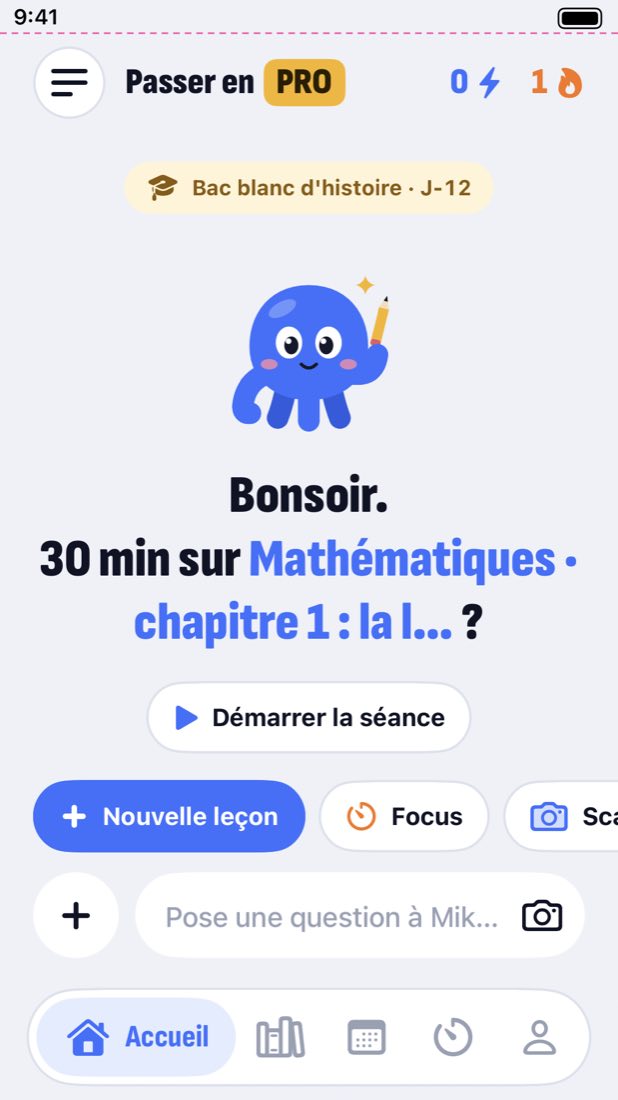 9:41
Passer en PRO
0
1
Bac blanc d'histoire · J-12
Bonsoir.
30 min sur Mathématiques ·
chapitre 1 : la l... ?
Démarrer la séance
Nouvelle leçon
Focus
Sca
Pose une question à Mik...
Accueil